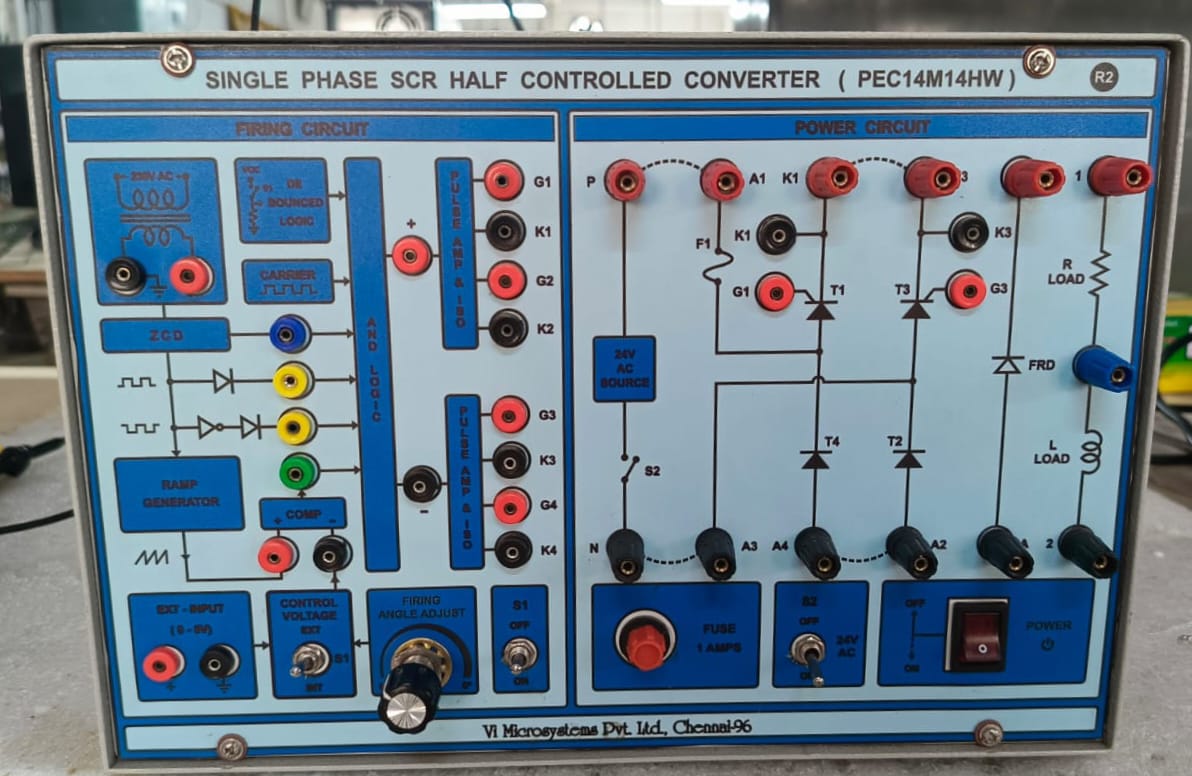 SINGLE PHASE SCR HALF CONTROLLED CONVERTER ( PEC14M14HW )
R2
FIRING CIRCUIT
230V AC
VCC
S1
DE
BOUNCED
LOGIC
CARRIER
ZCD
RAMP
GENERATOR
COMP
+ -
AND LOGIC
+
-
PULSE AMP & ISO
G1
K1
G2
K2
PULSE AMP & ISO
G3
K3
G4
K4
EXT - INPUT
( 0 - 5V)
+
CONTROL
VOLTAGE
EXT
S1
INT
FIRING
ANGLE ADJUST
0°
S1
OFF
ON
POWER CIRCUIT
P
A1
K1
3
1
F1
K1
K3
G1
T1
T3
G3
R
LOAD
24V
AC
SOURCE
FRD
S2
T4
T2
L
LOAD
N
A3
A4
A2
A
2
FUSE
1 AMPS
S2
OFF
24V
AC
OFF
ON
POWER
Vi Microsystems Pvt. Ltd., Chennai-96